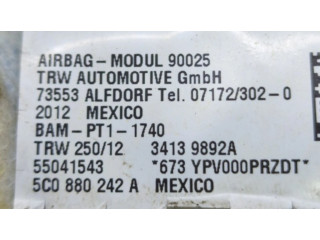 AIRBAG-MODUL 90025
TRW AUTOMOTIVE GmbH
73553 ALFDORF Tel. 07172/302-0
2012 MEXICO
BAM-PT1-1740
TRW 250/12 3413 9892A
55041543 *673 YPV000PRZDT*
5C0 880 242 A MEXICO